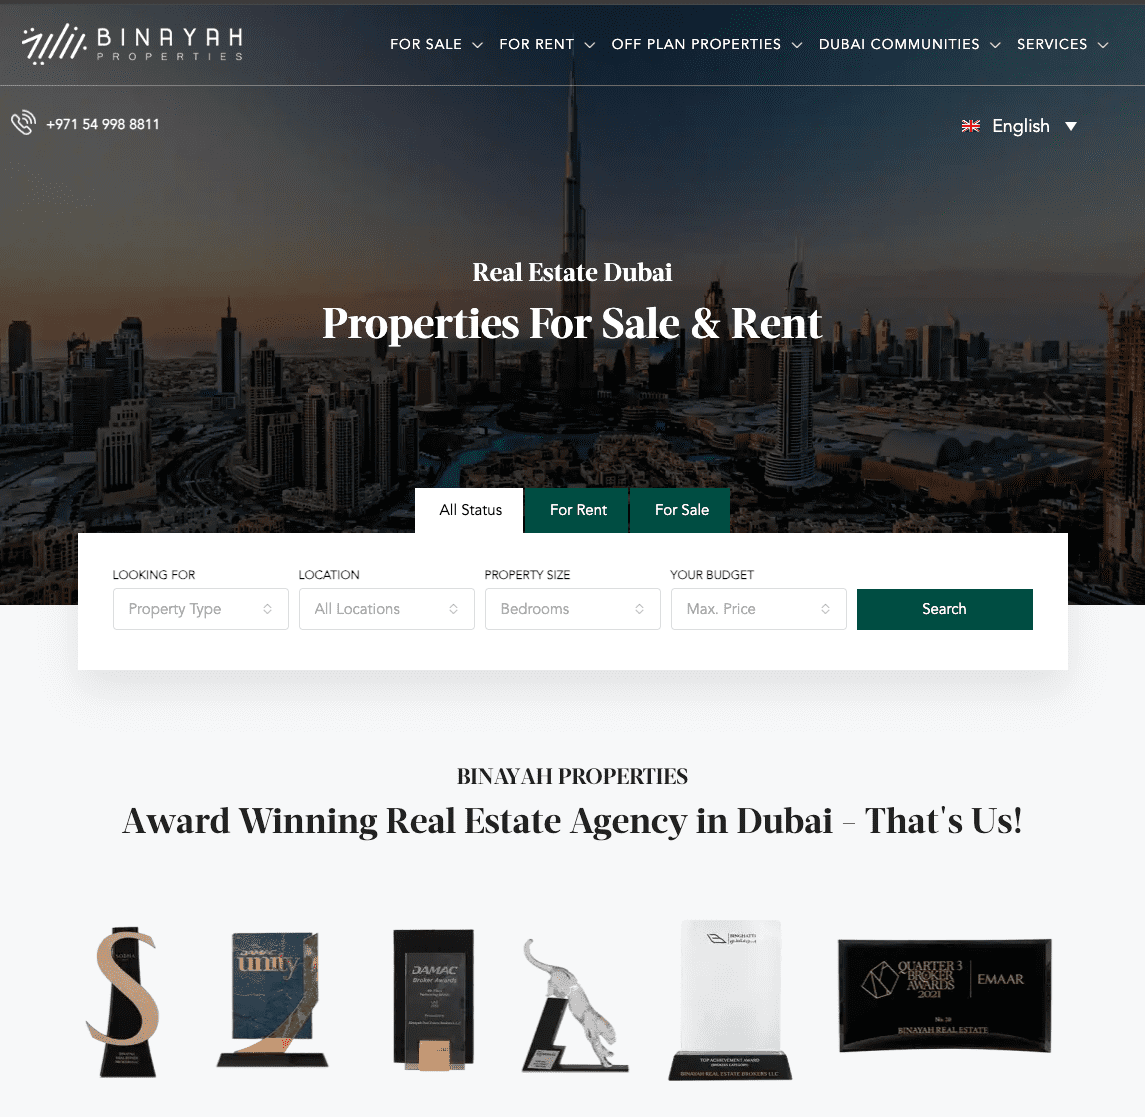 BINAYAH
PROPERTIES
FOR SALE
FOR RENT
OFF PLAN PROPERTIES
DUBAI COMMUNITIES
SERVICES
+971 54 998 8811
English
Real Estate Dubai
Properties For Sale & Rent
All Status
For Rent
For Sale
LOOKING FOR
LOCATION
PROPERTY SIZE
YOUR BUDGET
Property Type
All Locations
Bedrooms
Max. Price
Search
BINAYAH PROPERTIES
Award Winning Real Estate Agency in Dubai – That's Us!
DAMAC
unity
DAMAC
Broker Awards
BINGHATTI
TOP ACHIEVEMENT AWARD
BINAYAH REAL ESTATE BROKERS LLC
QUARTER 3
BROKER
AWARDS
2021
EMAAR
BINAYAH REAL ESTATE